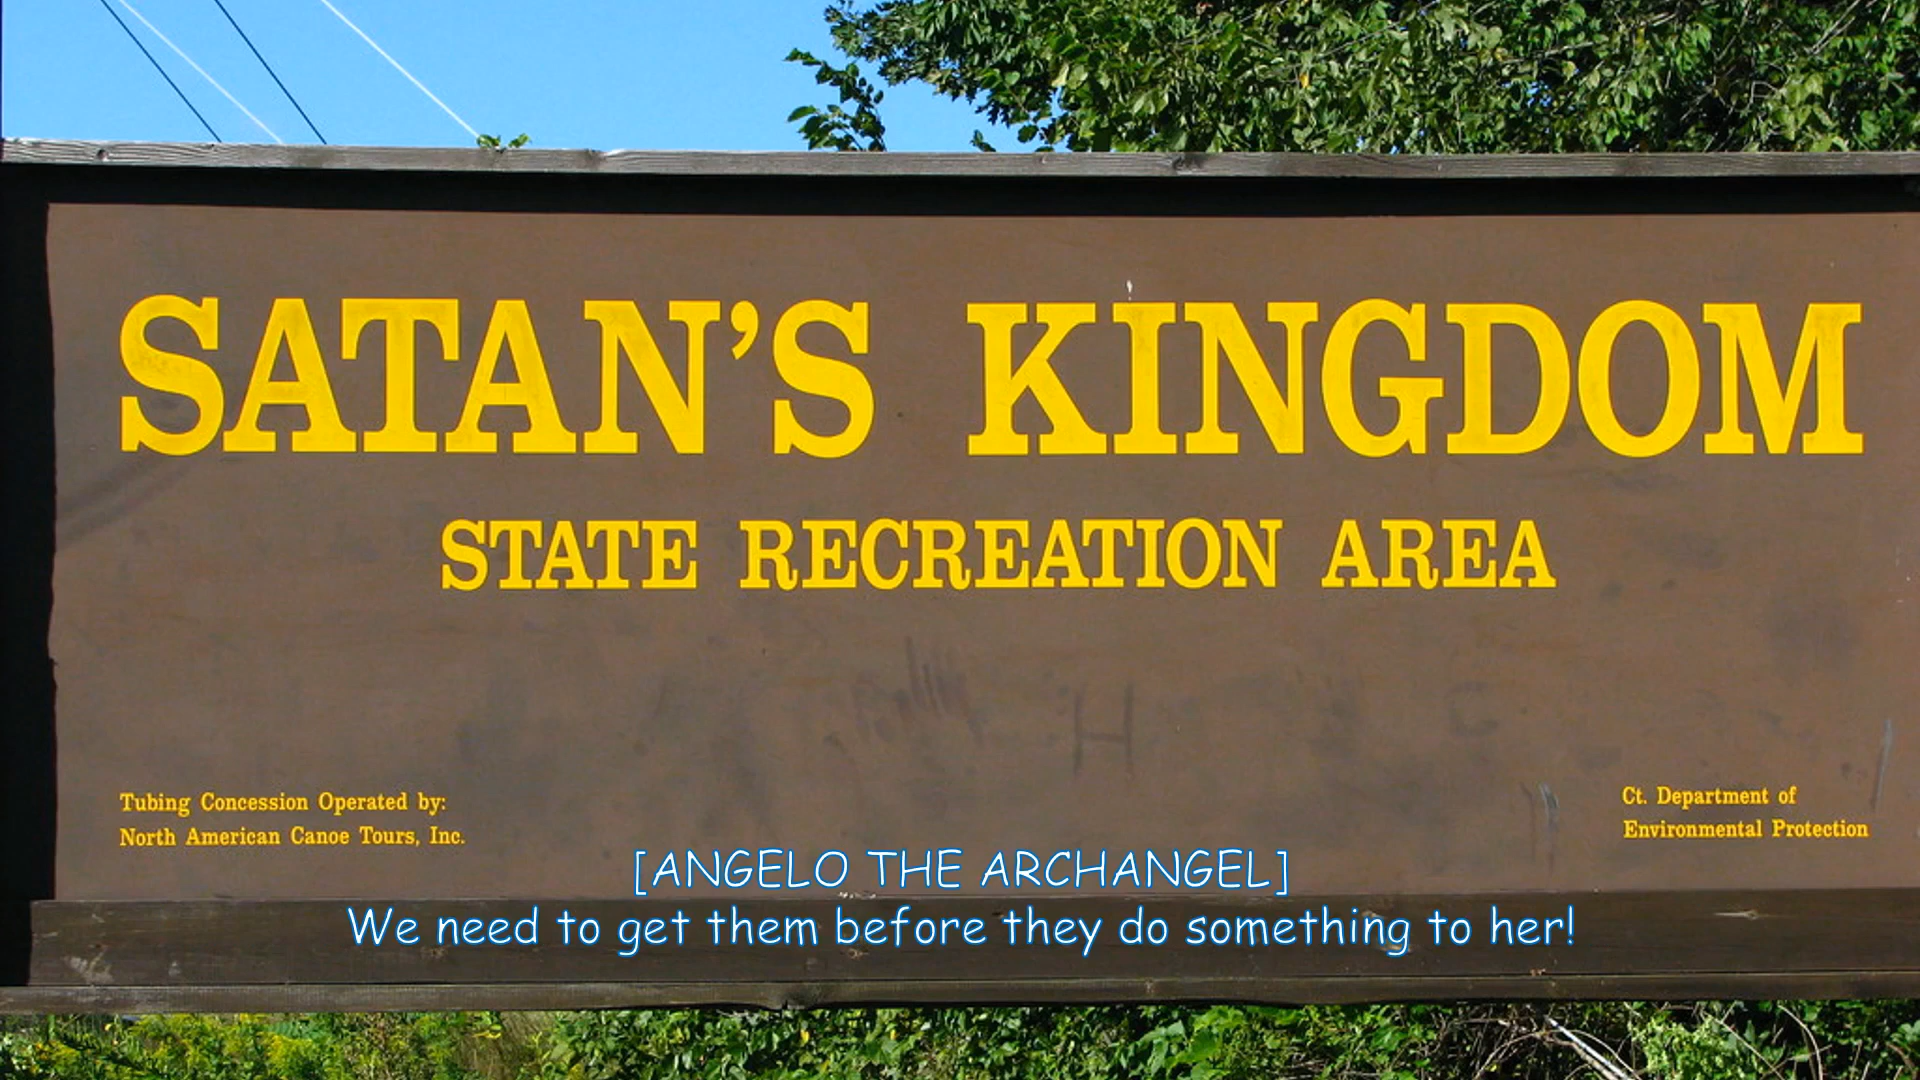 SATAN'S KINGDOM
STATE RECREATION AREA
Tubing Concession Operated by:
North American Canoe Tours, Inc.
Ct. Department of
Environmental Protection
[ANGELO THE ARCHANGEL]
We need to get them before they do something to her!